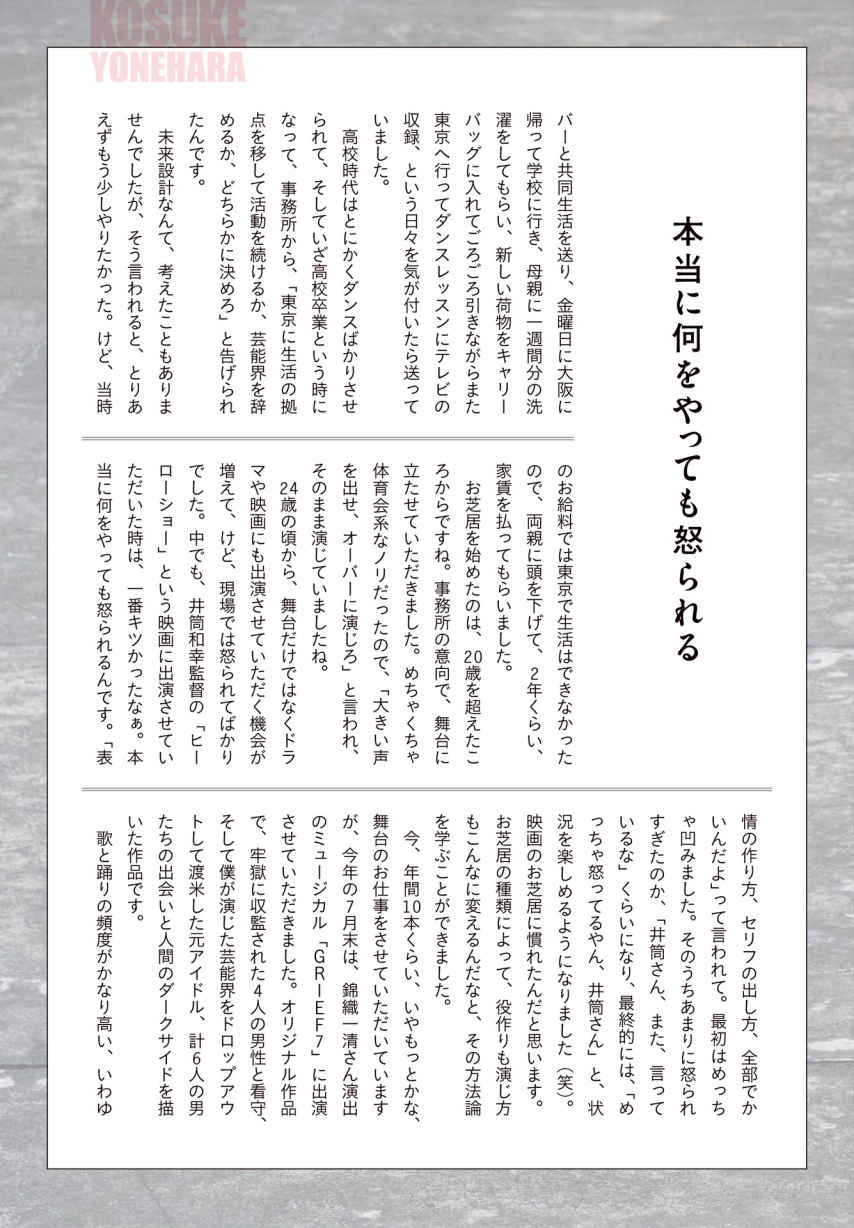 KOSUKE
YONEHARA
本当に何をやっても怒られる
バーと共同生活を送り、金曜日に大阪に
帰って学校に行き、母親に一週間分の洗
濯をしてもらい、新しい荷物をキャリー
バッグに入れてごろごろ引きながらまた
東京へ行ってダンスレッスンにテレビの
収録、という日々を気が付いたら送って
いました。
高校時代はとにかくダンスばかりさせ
られて、そしていざ高校卒業という時に
なって、事務所から、「東京に生活の拠
点を移して活動を続けるか、芸能界を辞
めるか、どちらかに決めろ」と告げられ
たんです。
未来設計なんて、考えたこともありま
せんでしたが、そう言われると、とりあ
えずもう少しやりたかった。けど、当時
のお給料では東京で生活はできなかった
ので、両親に頭を下げて、2年くらい、
家賃を払ってもらいました。
お芝居を始めたのは、20歳を超えたこ
ろからですね。事務所の意向で、舞台に
立たせていただきました。めちゃくちゃ
体育会系なノリだったので、「大きい声
を出せ、オーバーに演じろ」と言われ、
そのまま演じていましたね。
24歳の頃から、舞台だけではなくドラ
マや映画にも出演させていただく機会が
増えて、けど、現場では怒られてばかり
でした。中でも、井筒和幸監督の「ヒー
ローショー」という映画に出演させてい
ただいた時は、一番キツかったなぁ。本
当に何をやっても怒られるんです。「表
情の作り方、セリフの出し方、全部でか
いんだよ」って言われて。最初はめっち
ゃ凹みました。そのうちあまりに怒られ
すぎたのか、「井筒さん、また、言って
いるな」くらいになり、最終的には、「め
っちゃ怒ってるやん、井筒さん」と、状
況を楽しめるようになりました（笑）。
映画のお芝居に慣れたんだと思います。
お芝居の種類によって、役作りも演じ方
もこんなに変えるんだなと、その方法論
を学ぶことができました。
今、年間10本くらい、いやもっとかな、
舞台のお仕事をさせていただいています
が、今年の7月末は、錦織一清さん演出
のミュージカル「GRIEF7」に出演
させていただきました。オリジナル作品
で、牢獄に収監された4人の男性と看守、
そして僕が演じた芸能界をドロップアウ
トして渡米した元アイドル、計6人の男
たちの出会いと人間のダークサイドを描
いた作品です。
歌と踊りの頻度がかなり高い、いわゆ